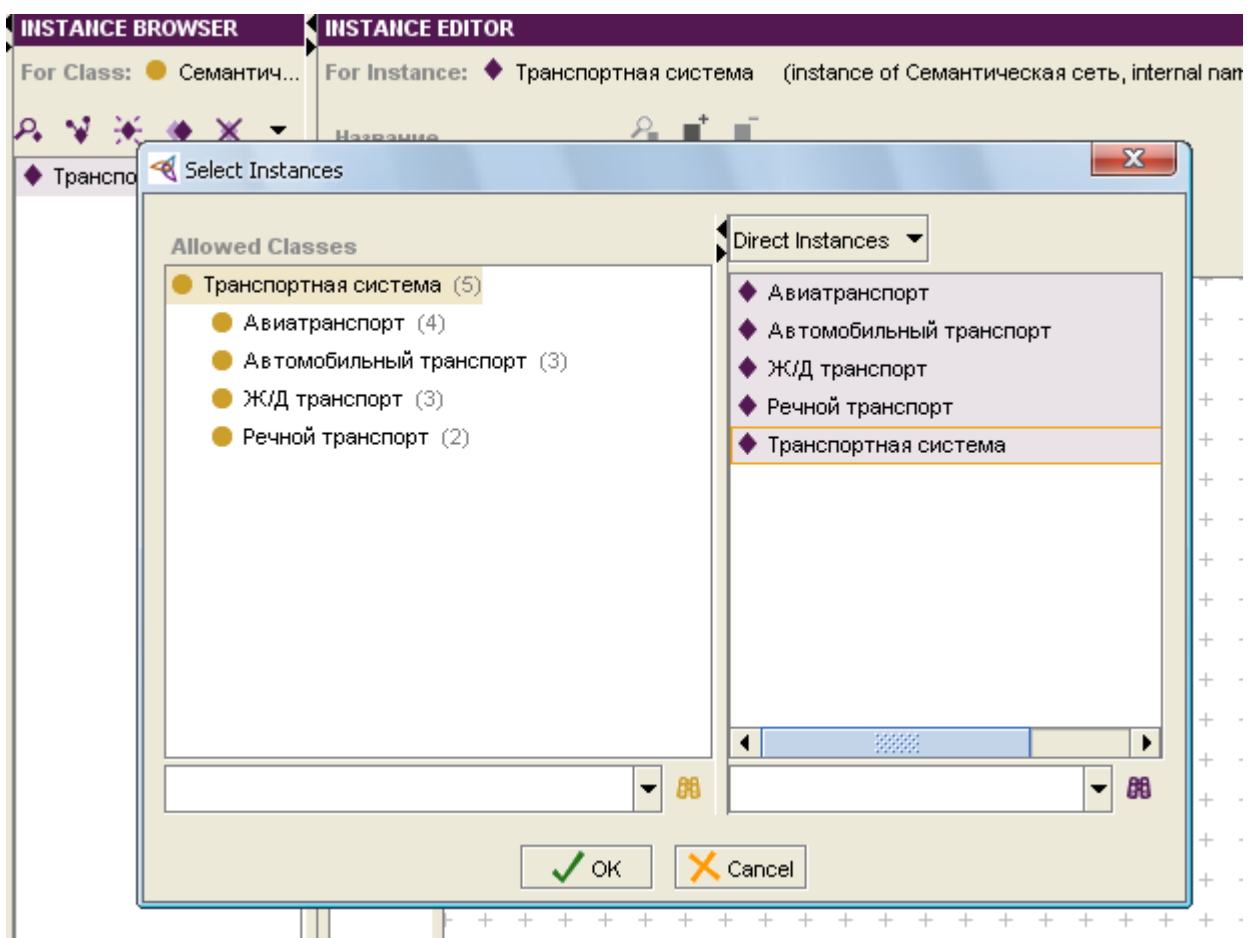 INSTANCE BROWSER
INSTANCE EDITOR
For Class: Семантич...
For Instance: Транспортная система (instance of Семантическая сеть, internal nam
Название
Транспо
Select Instances
Allowed Classes
Direct Instances
Транспортная система (5)
Авиатранспорт (4)
Автомобильный транспорт (3)
Ж/Д транспорт (3)
Речной транспорт (2)
Авиатранспорт
Автомобильный транспорт
Ж/Д транспорт
Речной транспорт
Транспортная система
OK
Cancel